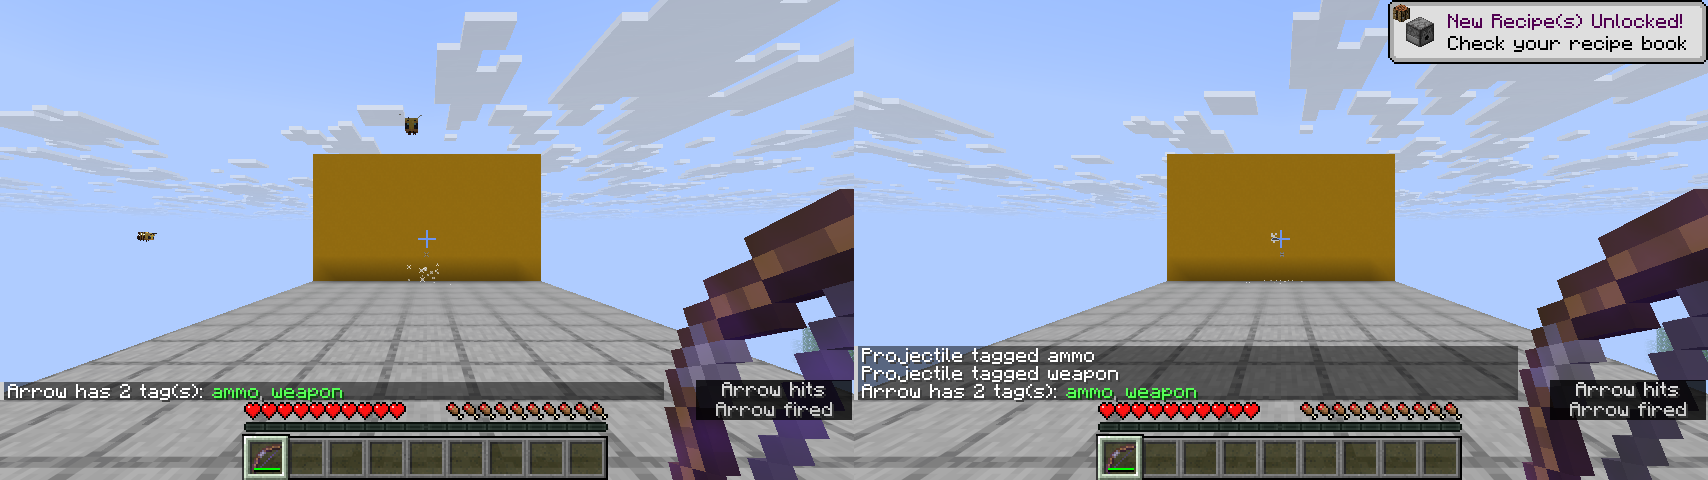 Arrow has 2 tag(s): ammo, weapon
Arrow hits
Arrow fired
New Recipe(s) Unlocked!
Check your recipe book
Projectile tagged ammo
Projectile tagged weapon
Arrow has 2 tag(s): ammo, weapon
Arrow hits
Arrow fired